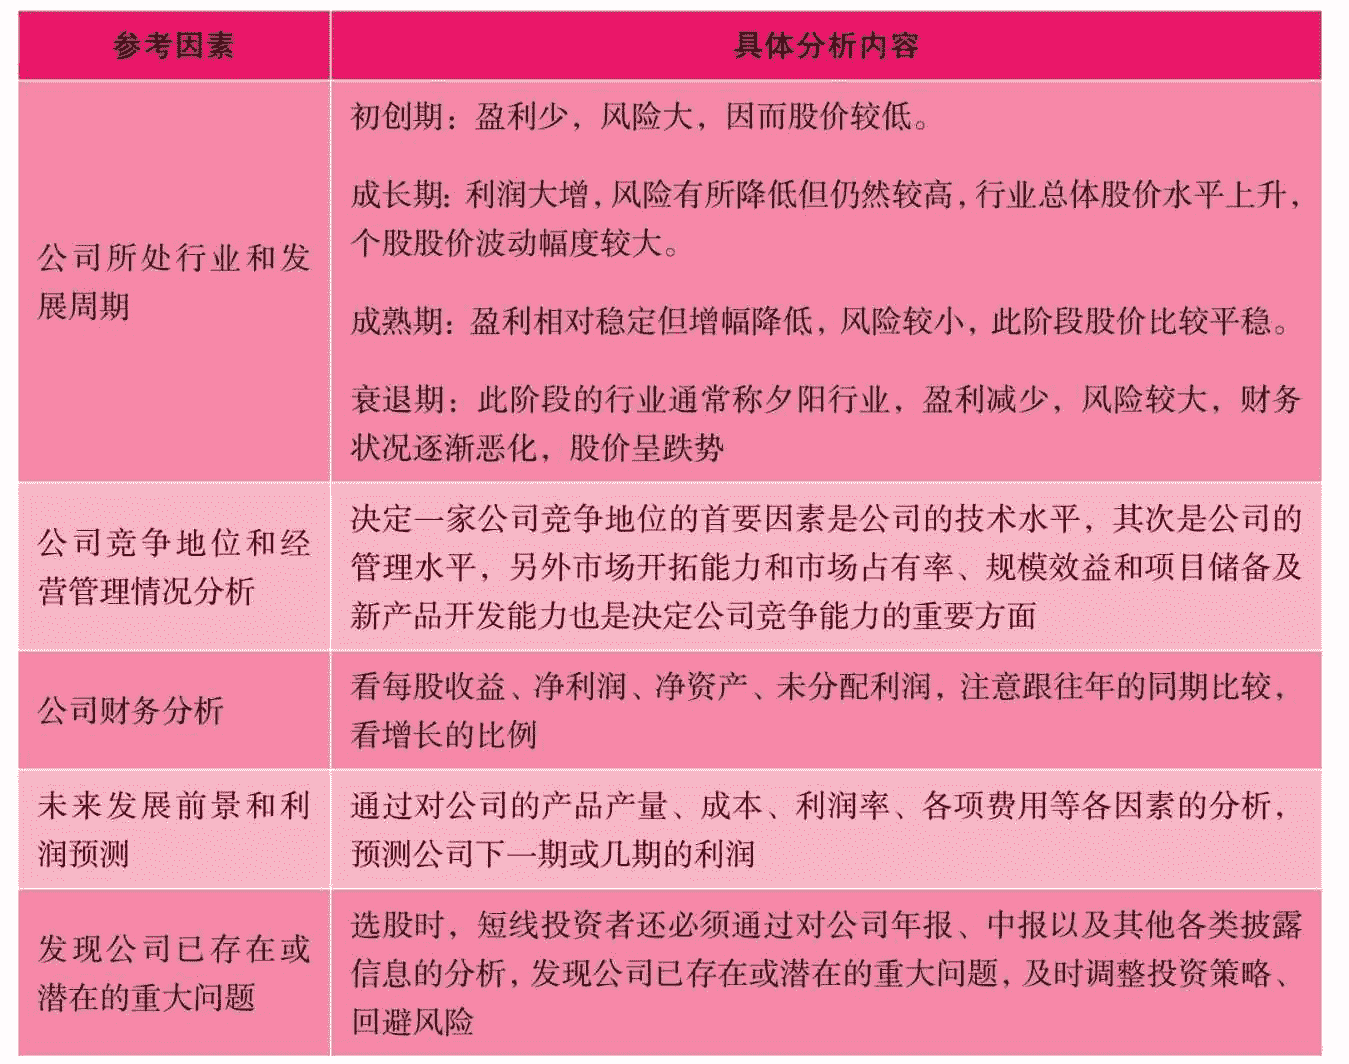 参考因素
具体分析内容
公司所处行业和发
展周期
初创期：盈利少，风险大，因而股价较低。
成长期：利润大增，风险有所降低但仍然较高，行业总体股价水平上升，
个股股价波动幅度较大。
成熟期：盈利相对稳定但增幅降低，风险较小，此阶段股价比较平稳。
衰退期：此阶段的行业通常称夕阳行业，盈利减少，风险较大，财务
状况逐渐恶化，股价呈跌势
公司竞争地位和经
营管理情况分析
决定一家公司竞争地位的首要因素是公司的技术水平，其次是公司的
管理水平，另外市场开拓能力和市场占有率、规模效益和项目储备及
新产品开发能力也是决定公司竞争能力的重要方面
公司财务分析
看每股收益、净利润、净资产、未分配利润，注意跟往年的同期比较，
看增长的比例
未来发展前景和利
润预测
通过对公司的产品产量、成本、利润率、各项费用等各因素的分析，
预测公司下一期或几期的利润
发现公司已存在或
潜在的重大问题
选股时，短线投资者还必须通过对公司年报、中报以及其他各类披露
信息的分析，发现公司已存在或潜在的重大问题，及时调整投资策略、
回避风险